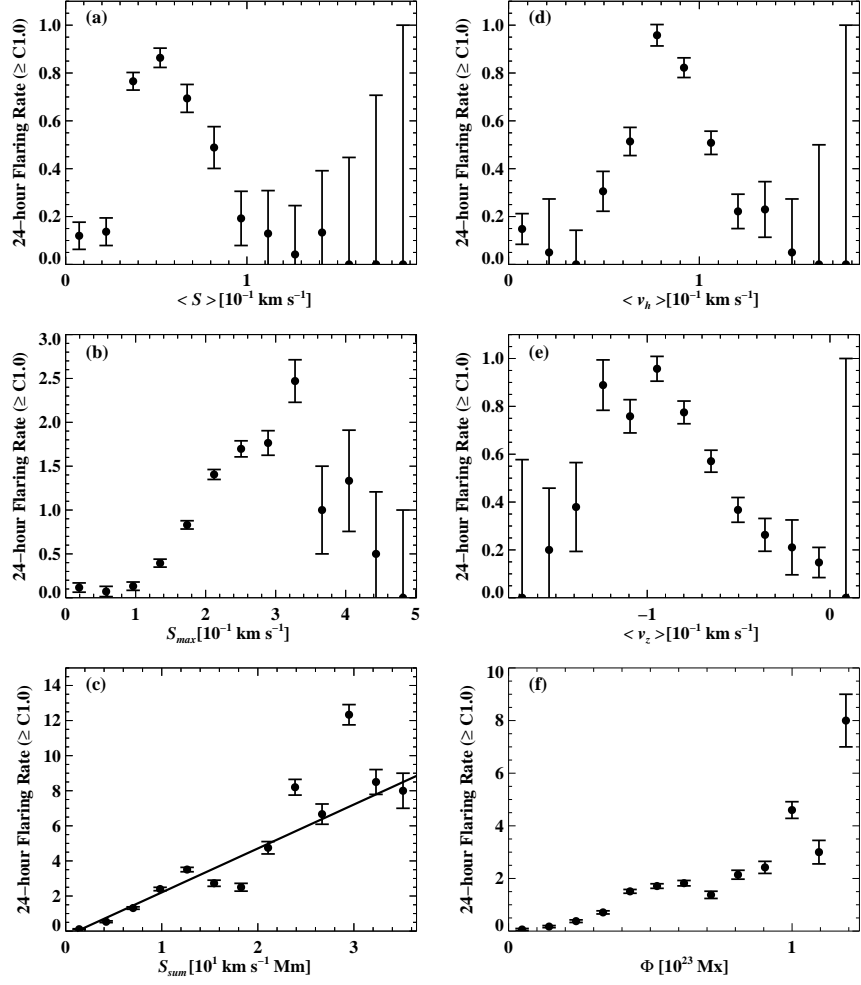 (a)
24−hour Flaring Rate (≥ C1.0)
1.0
0.8
0.6
0.4
0.2
0.0
0 1
< S >[10⁻¹ km s⁻¹]
(d)
24−hour Flaring Rate (≥ C1.0)
1.0
0.8
0.6
0.4
0.2
0.0
0 1
< v_h >[10⁻¹ km s⁻¹]
(b)
24−hour Flaring Rate (≥ C1.0)
3.0
2.5
2.0
1.5
1.0
0.5
0.0
0 1 2 3 4 5
S_max[10⁻¹ km s⁻¹]
(e)
24−hour Flaring Rate (≥ C1.0)
1.0
0.8
0.6
0.4
0.2
0.0
−1 0
< v_z >[10⁻¹ km s⁻¹]
(c)
24−hour Flaring Rate (≥ C1.0)
14
12
10
8
6
4
2
0
0 1 2 3
S_sum[10¹ km s⁻¹ Mm]
(f)
24−hour Flaring Rate (≥ C1.0)
10
8
6
4
2
0
0 1
Φ [10²³ Mx]